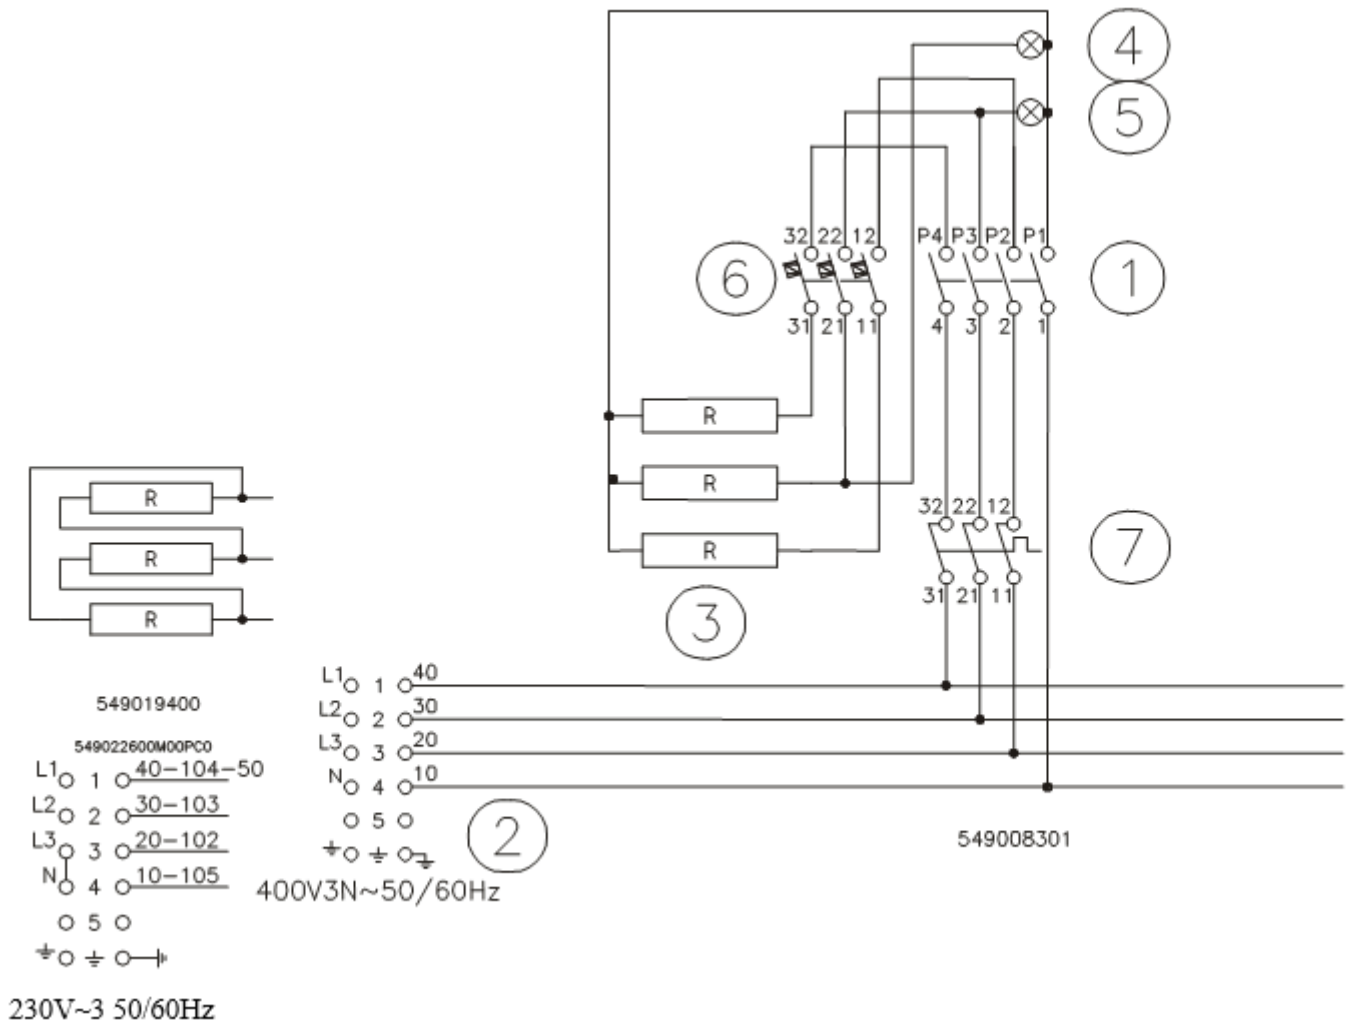 4
5
32 22 12 P4 P3 P2 P1
6
1
31 21 11 4 3 2 1
R
R
R
3
32 22 12
7
31 21 11
R
R
R
549019400
549022600M00PC0
L1 1 40-104-50
L2 2 30-103
L3 3 20-102
N 4 10-105
5
230V~3 50/60Hz
L1 1 40
L2 2 30
L3 3 20
N 4 10
5
2
400V3N~50/60Hz
549008301